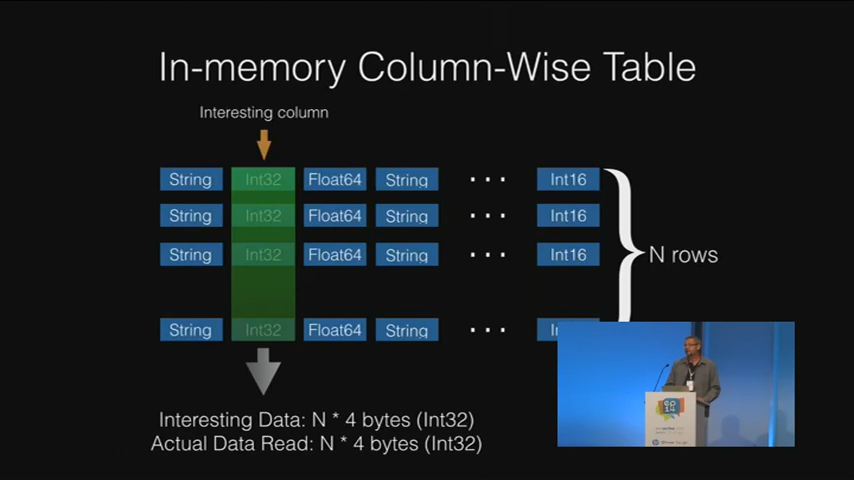 In-memory Column-Wise Table
Interesting column
String Int32 Float64 String ... Int16
String Int32 Float64 String ... Int16
String Int32 Float64 String ... Int16
N rows
String Int32 Float64 String ...
ep
14
Interesting Data: N * 4 bytes (Int32)
Actual Data Read: N * 4 bytes (Int32)